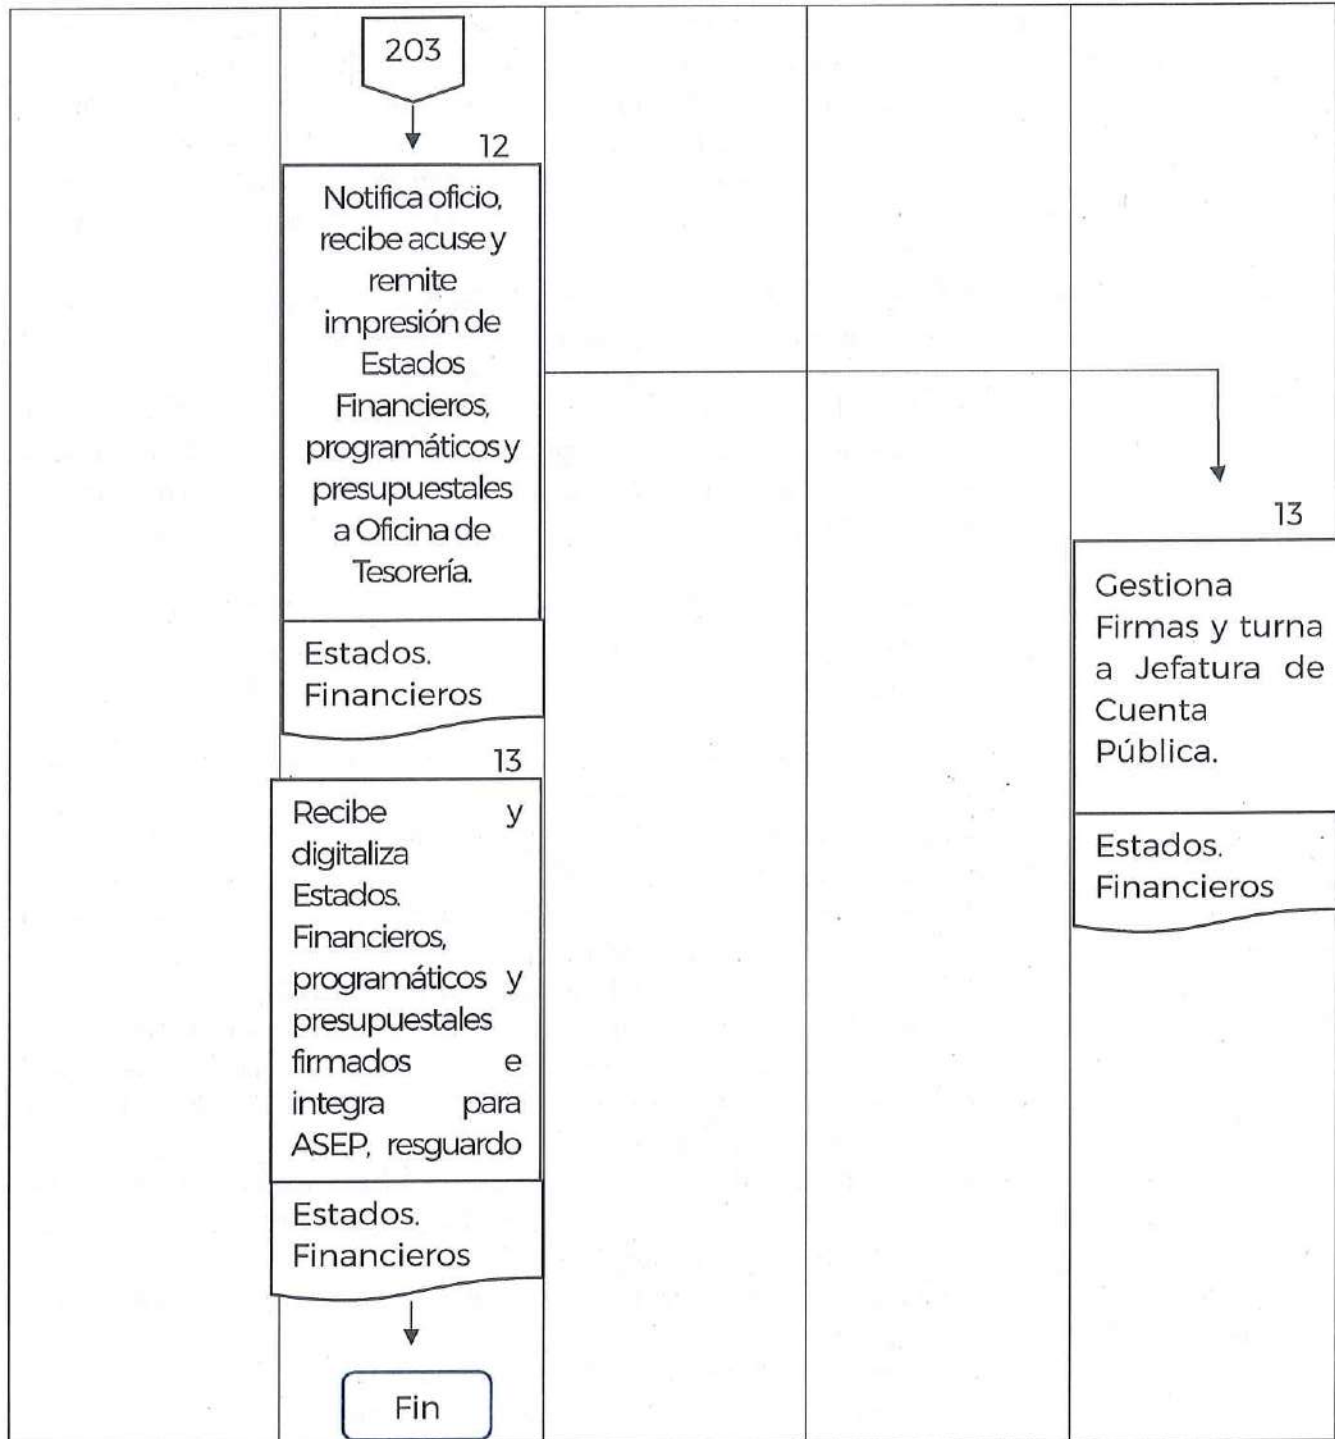 203
12
Notifica oficio,
recibe acuse y
remite
impresión de
Estados
Financieros,
programáticos y
presupuestales
a Oficina de
Tesorería.
Estados.
Financieros
13
Recibe y
digitaliza
Estados.
Financieros,
programáticos y
presupuestales
firmados e
integra para
ASEP, resguardo
Estados.
Financieros
Fin
13
Gestiona
Firmas y turna
a Jefatura de
Cuenta
Pública.
Estados.
Financieros